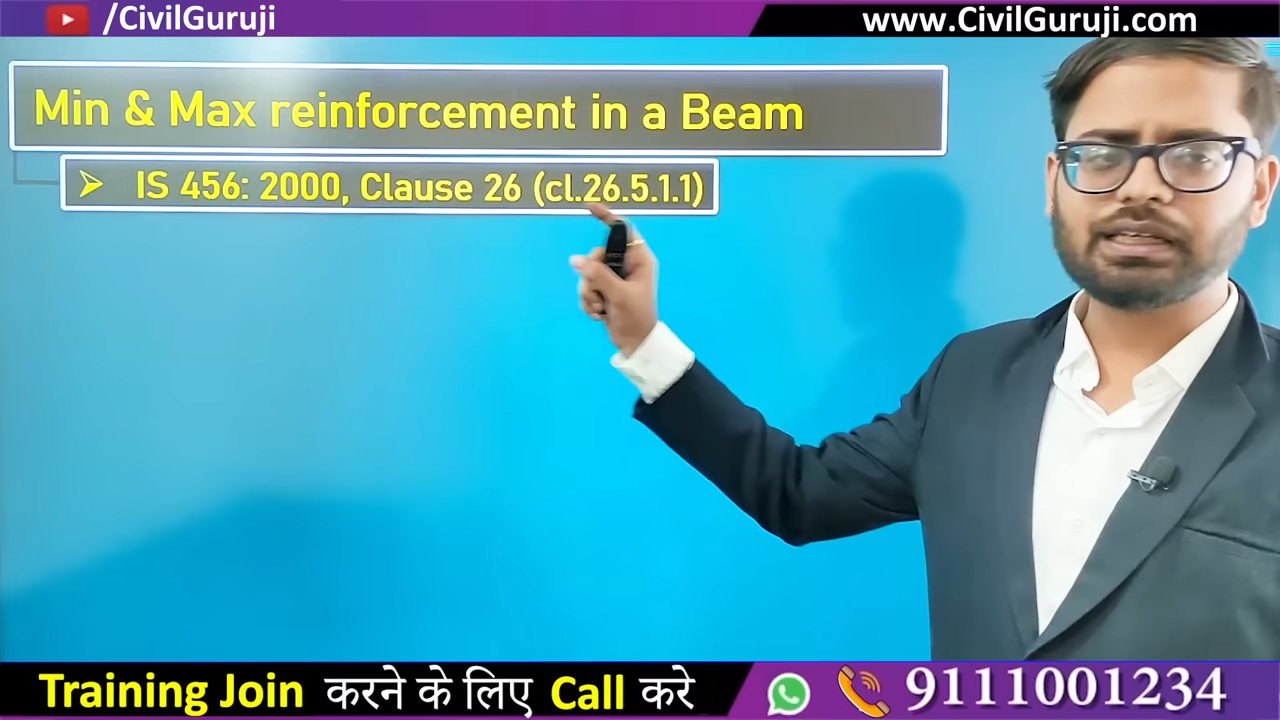 /CivilGuruji
www.CivilGuruji.com
Min & Max reinforcement in a Beam
➢ IS 456: 2000, Clause 26 (cl.26.5.1.1)
Training Join करने के लिए Call करे
9111001234